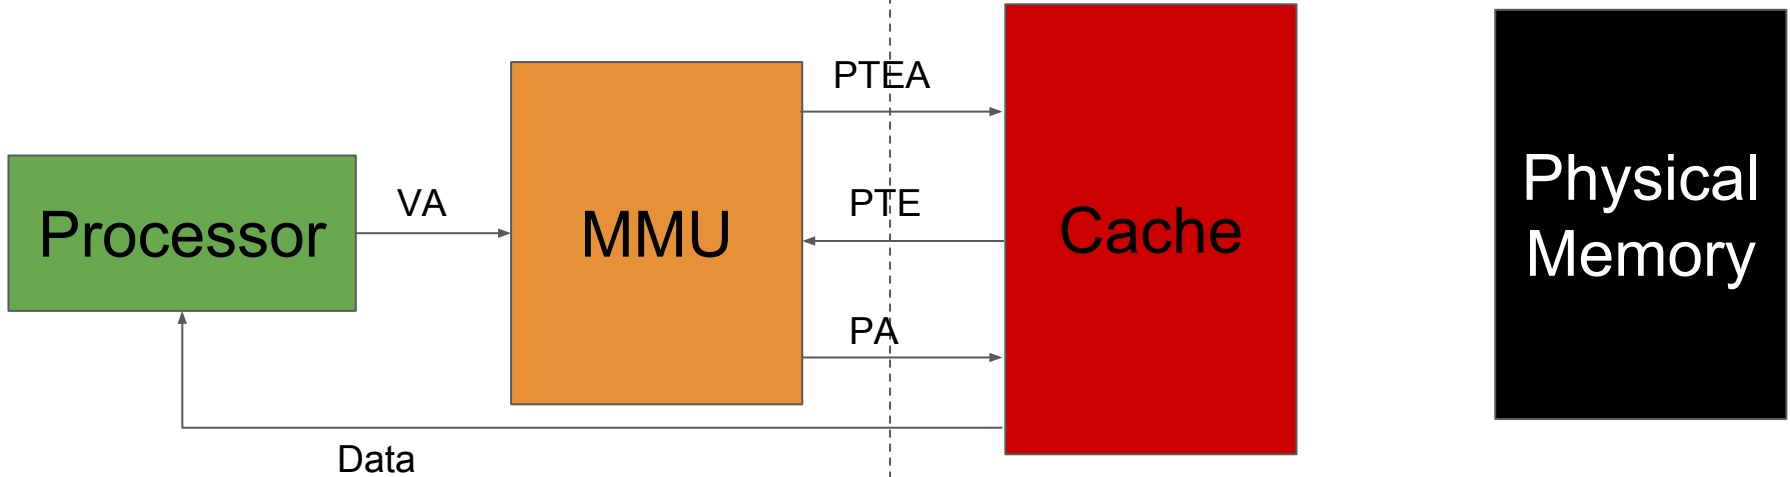 Processor
VA
MMU
PTEA
PTE
PA
Data
Cache
Physical
Memory